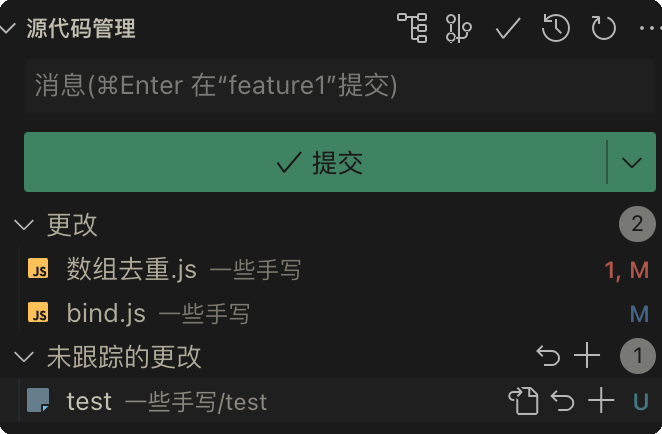 源代码管理
消息(⌘Enter 在“feature1”提交)
提交
更改 2
JS 数组去重.js 一些手写 1, M
JS bind.js 一些手写 M
未跟踪的更改 1
test 一些手写/test U